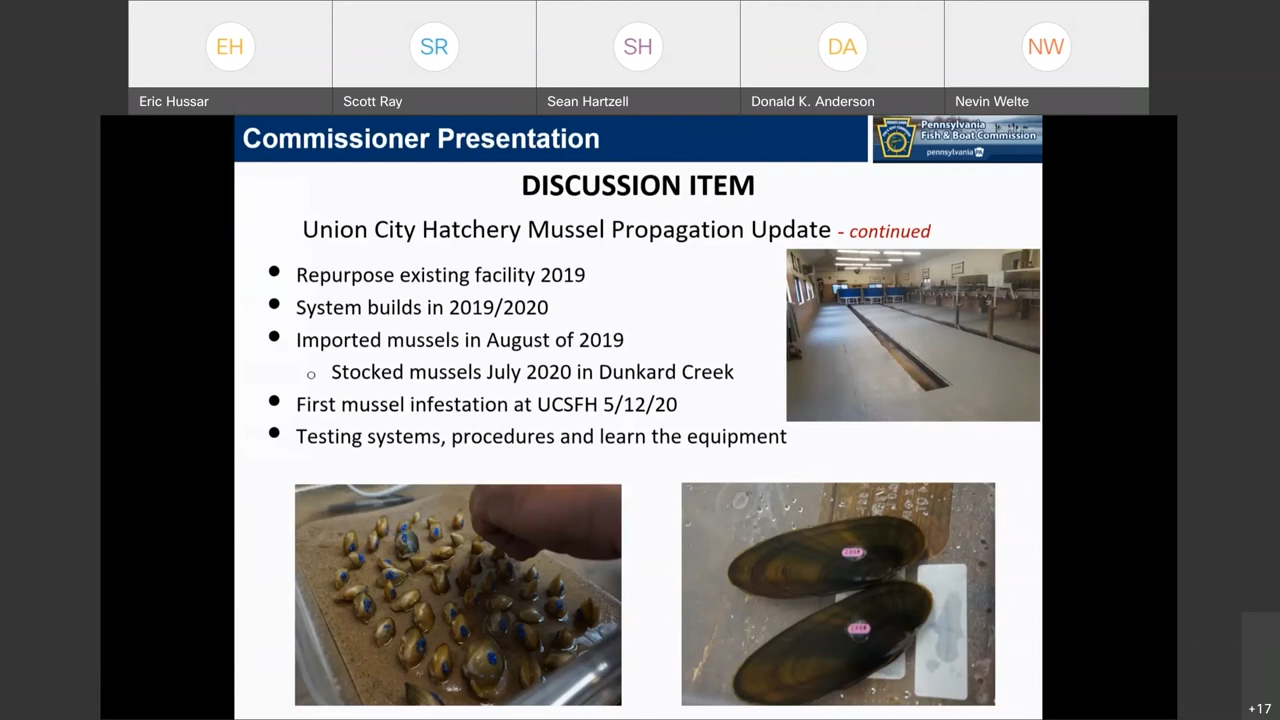 EH
SR
SH
DA
NW
Eric Hussar
Scott Ray
Sean Hartzell
Donald K. Anderson
Nevin Welte
Commissioner Presentation
Pennsylvania
Fish & Boat Commission
pennsylvania PA
DISCUSSION ITEM
Union City Hatchery Mussel Propagation Update - continued
• Repurpose existing facility 2019
• System builds in 2019/2020
• Imported mussels in August of 2019
o Stocked mussels July 2020 in Dunkard Creek
• First mussel infestation at UCSFH 5/12/20
• Testing systems, procedures and learn the equipment
+17